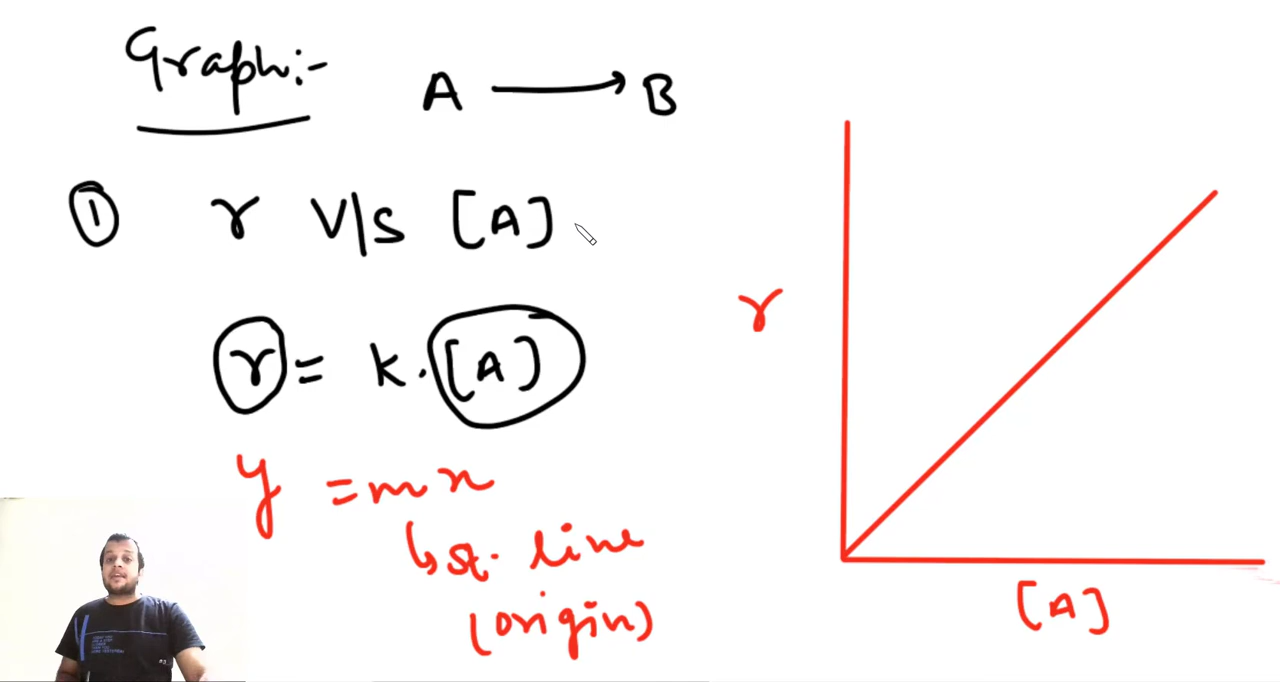 Graph:-
A ⟶ B
① r V/s [A]
r = K.[A]
y = mx
↳ st. line
(origin)
r
[A]